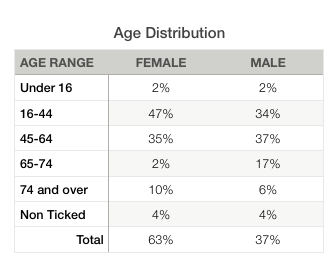 Age Distribution
AGE RANGE FEMALE MALE
Under 16 2% 2%
16-44 47% 34%
45-64 35% 37%
65-74 2% 17%
74 and over 10% 6%
Non Ticked 4% 4%
Total 63% 37%